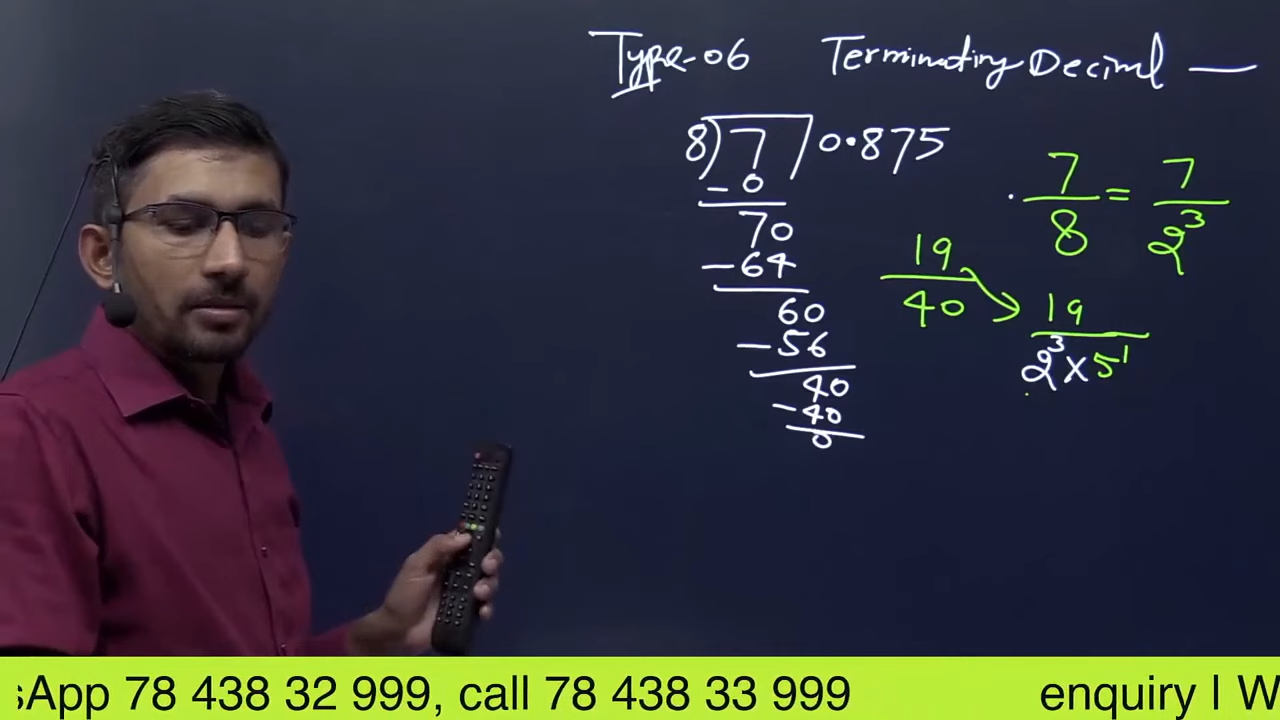 Type-06 Terminating Decimal —
8)7)0.875
-0
70
-64
60
-56
40
-40
0
7/8 = 7/2³
19/40 → 19/2³×5¹
sApp 78 438 32 999, call 78 438 33 999 enquiry | W